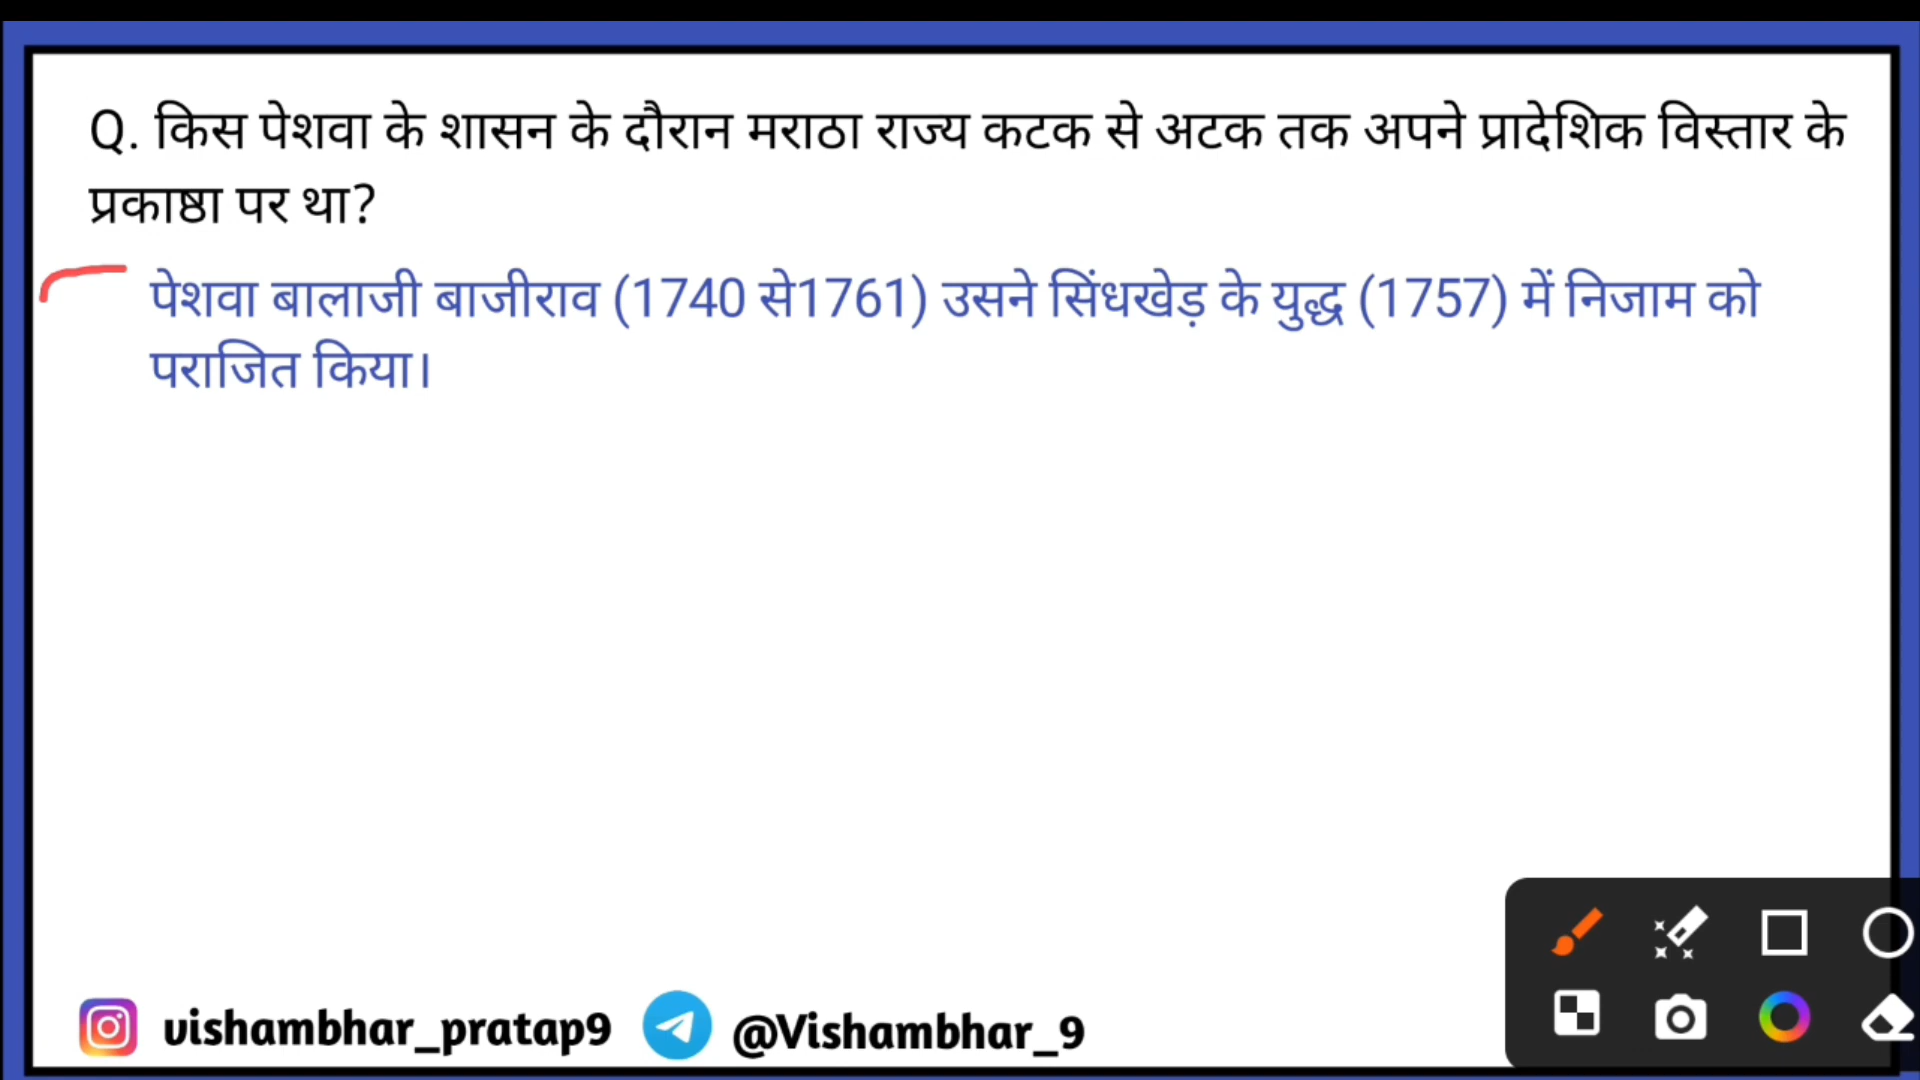 Q. किस पेशवा के शासन के दौरान मराठा राज्य कटक से अटक तक अपने प्रादेशिक विस्तार के
प्रकाष्ठा पर था?
पेशवा बालाजी बाजीराव (1740 से1761) उसने सिंधखेड़ के युद्ध (1757) में निजाम को
पराजित किया।
vishambhar_pratap9 @Vishambhar_9